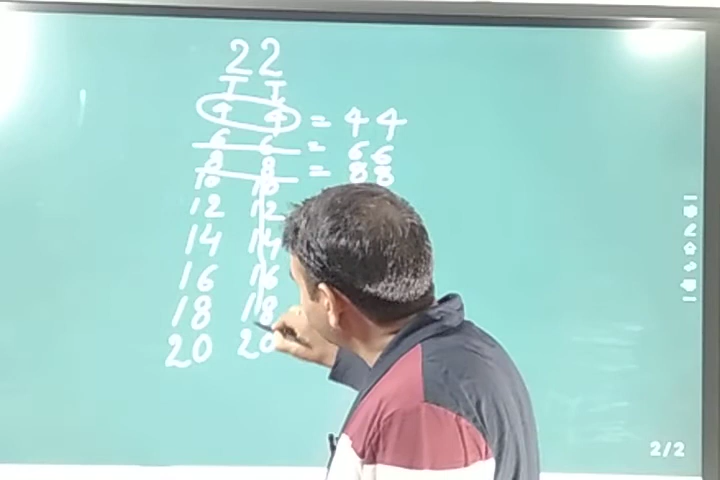 22
I I
4 4 = 44
6 6 = 66
8 8 = 88
10 10
12 12
14 14
16 16
18 18
20 20
2/2